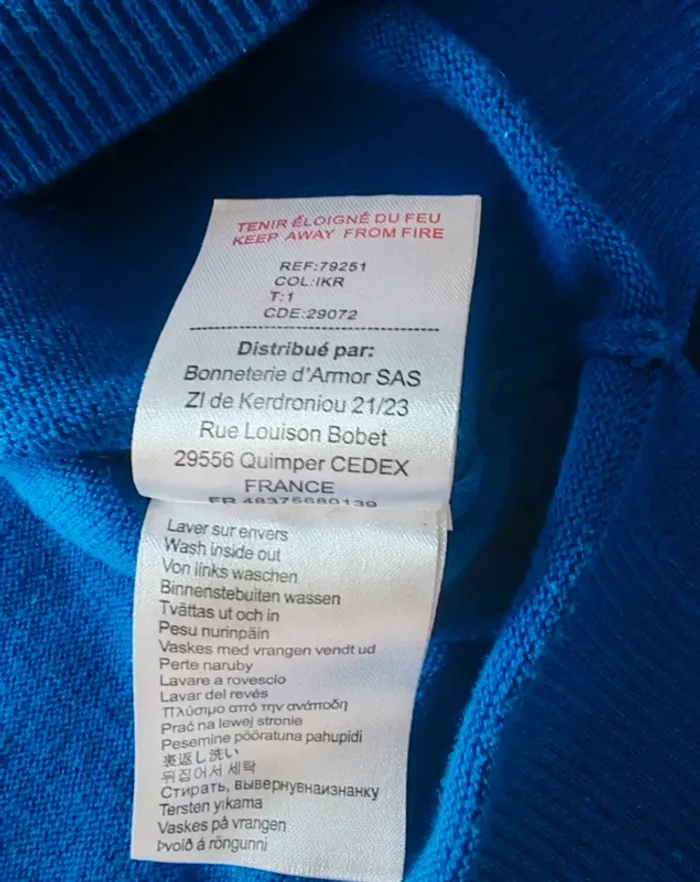 TENIR ÉLOIGNÉ DU FEU
KEEP AWAY FROM FIRE
REF:79251
COL:IKR
T:1
CDE:29072
Distribué par:
Bonneterie d'Armor SAS
ZI de Kerdroniou 21/23
Rue Louison Bobet
29556 Quimper CEDEX
FRANCE
FR 48375680139
Laver sur envers
Wash inside out
Von links waschen
Binnenstebuiten wassen
Tvättas ut och in
Pesu nurinpäin
Vaskes med vrangen vendt ud
Perte naruby
Lavare a rovescio
Lavar del revés
Πλύσιμο από την ανάποδη
Prać na lewej stronie
Pesemine pööratuna pahupidi
裏返し洗い
뒤집어서 세탁
Стирать, вывернувнаизнанку
Tersten yıkama
Vaskes på vrangen
Þvoið á röngunni